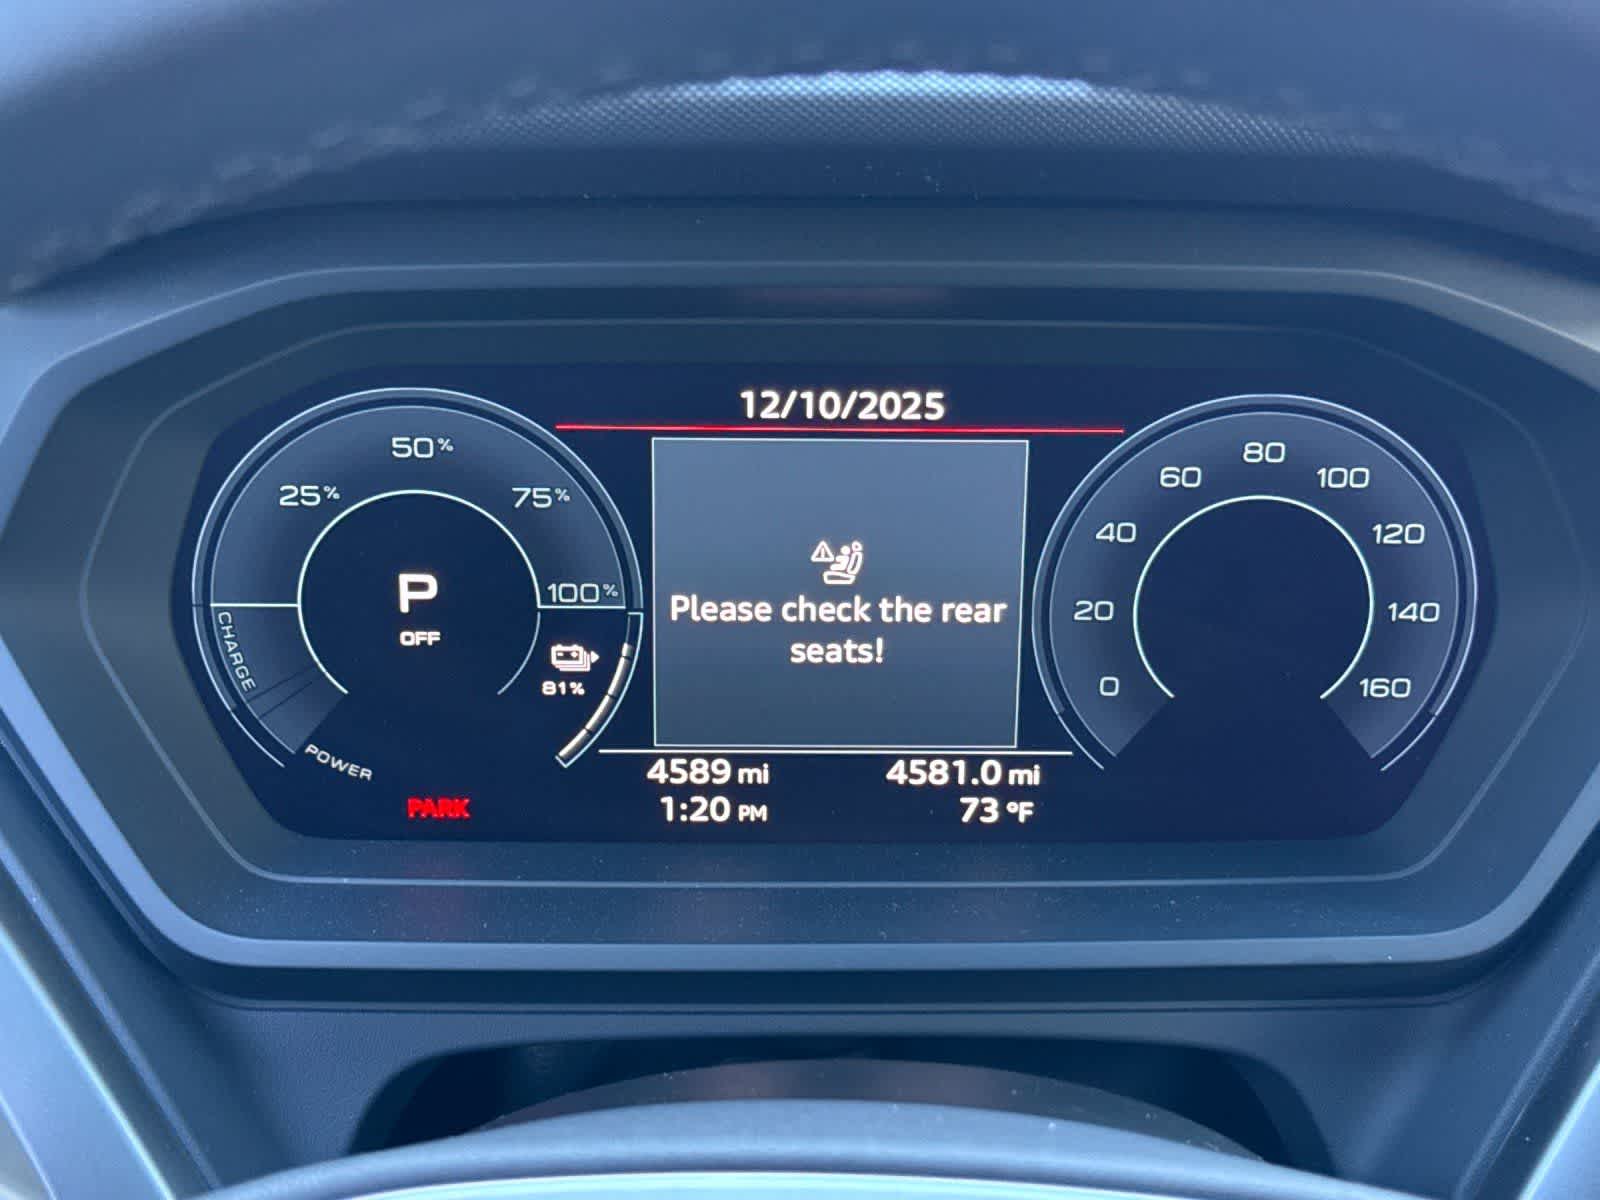 12/10/2025
50%
25%
75%
100%
CHARGE
POWER
P
OFF
81%
PARK
Please check the rear
seats!
4589 mi
4581.0 mi
1:20 PM
73 °F
0
20
40
60
80
100
120
140
160